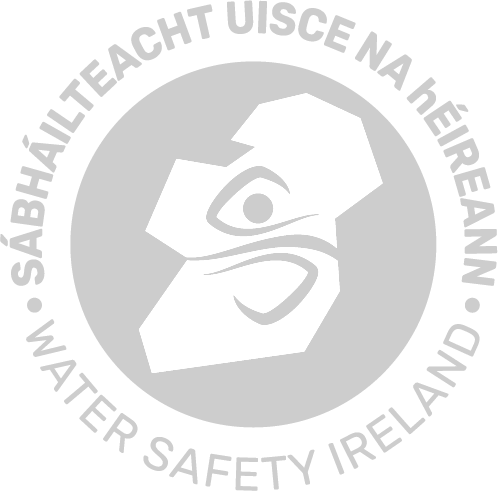 SÁBHÁILTEACHT UISCE NA hÉIREANN
• WATER SAFETY IRELAND •